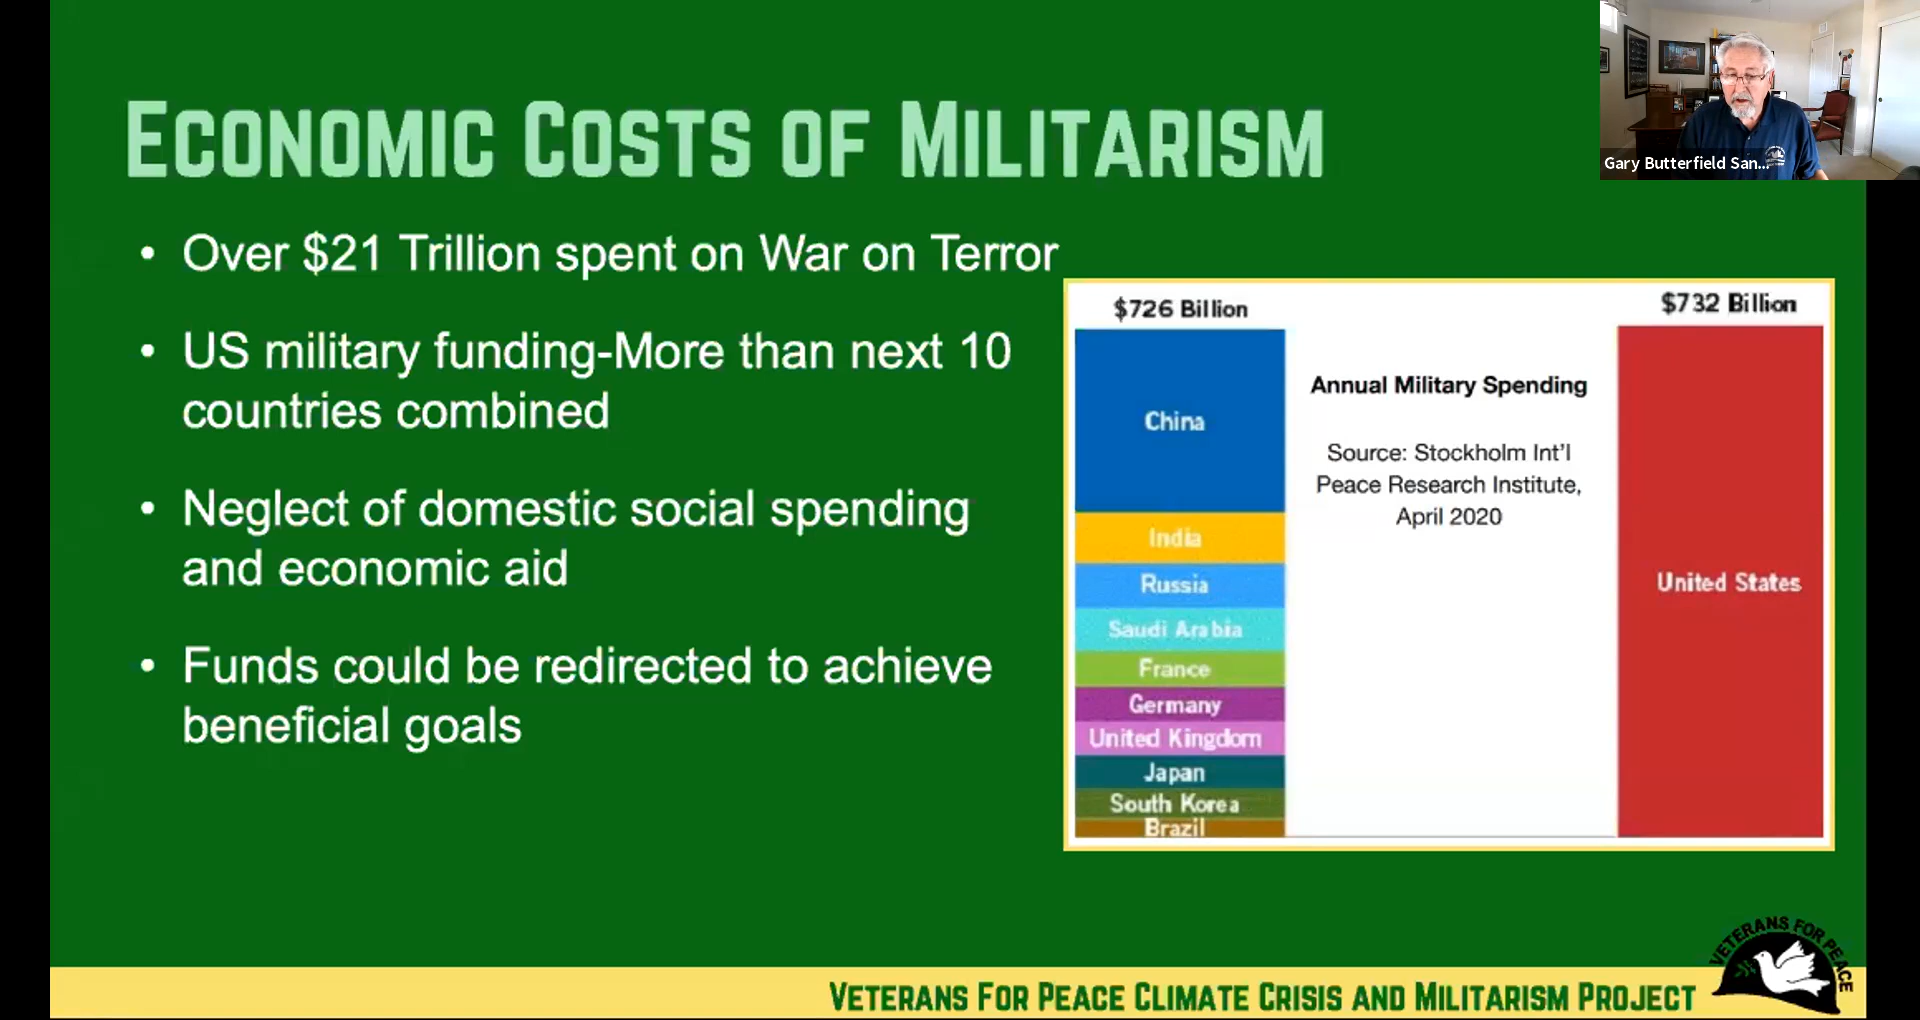 ECONOMIC COSTS OF MILITARISM
• Over $21 Trillion spent on War on Terror
• US military funding-More than next 10
countries combined
• Neglect of domestic social spending
and economic aid
• Funds could be redirected to achieve
beneficial goals
$726 Billion
China
India
Russia
Saudi Arabia
France
Germany
United Kingdom
Japan
South Korea
Brazil
Annual Military Spending
Source: Stockholm Int'l
Peace Research Institute,
April 2020
$732 Billion
United States
Gary Butterfield San...
VETERANS FOR PEACE CLIMATE CRISIS AND MILITARISM PROJECT
VETERANS FOR PEACE